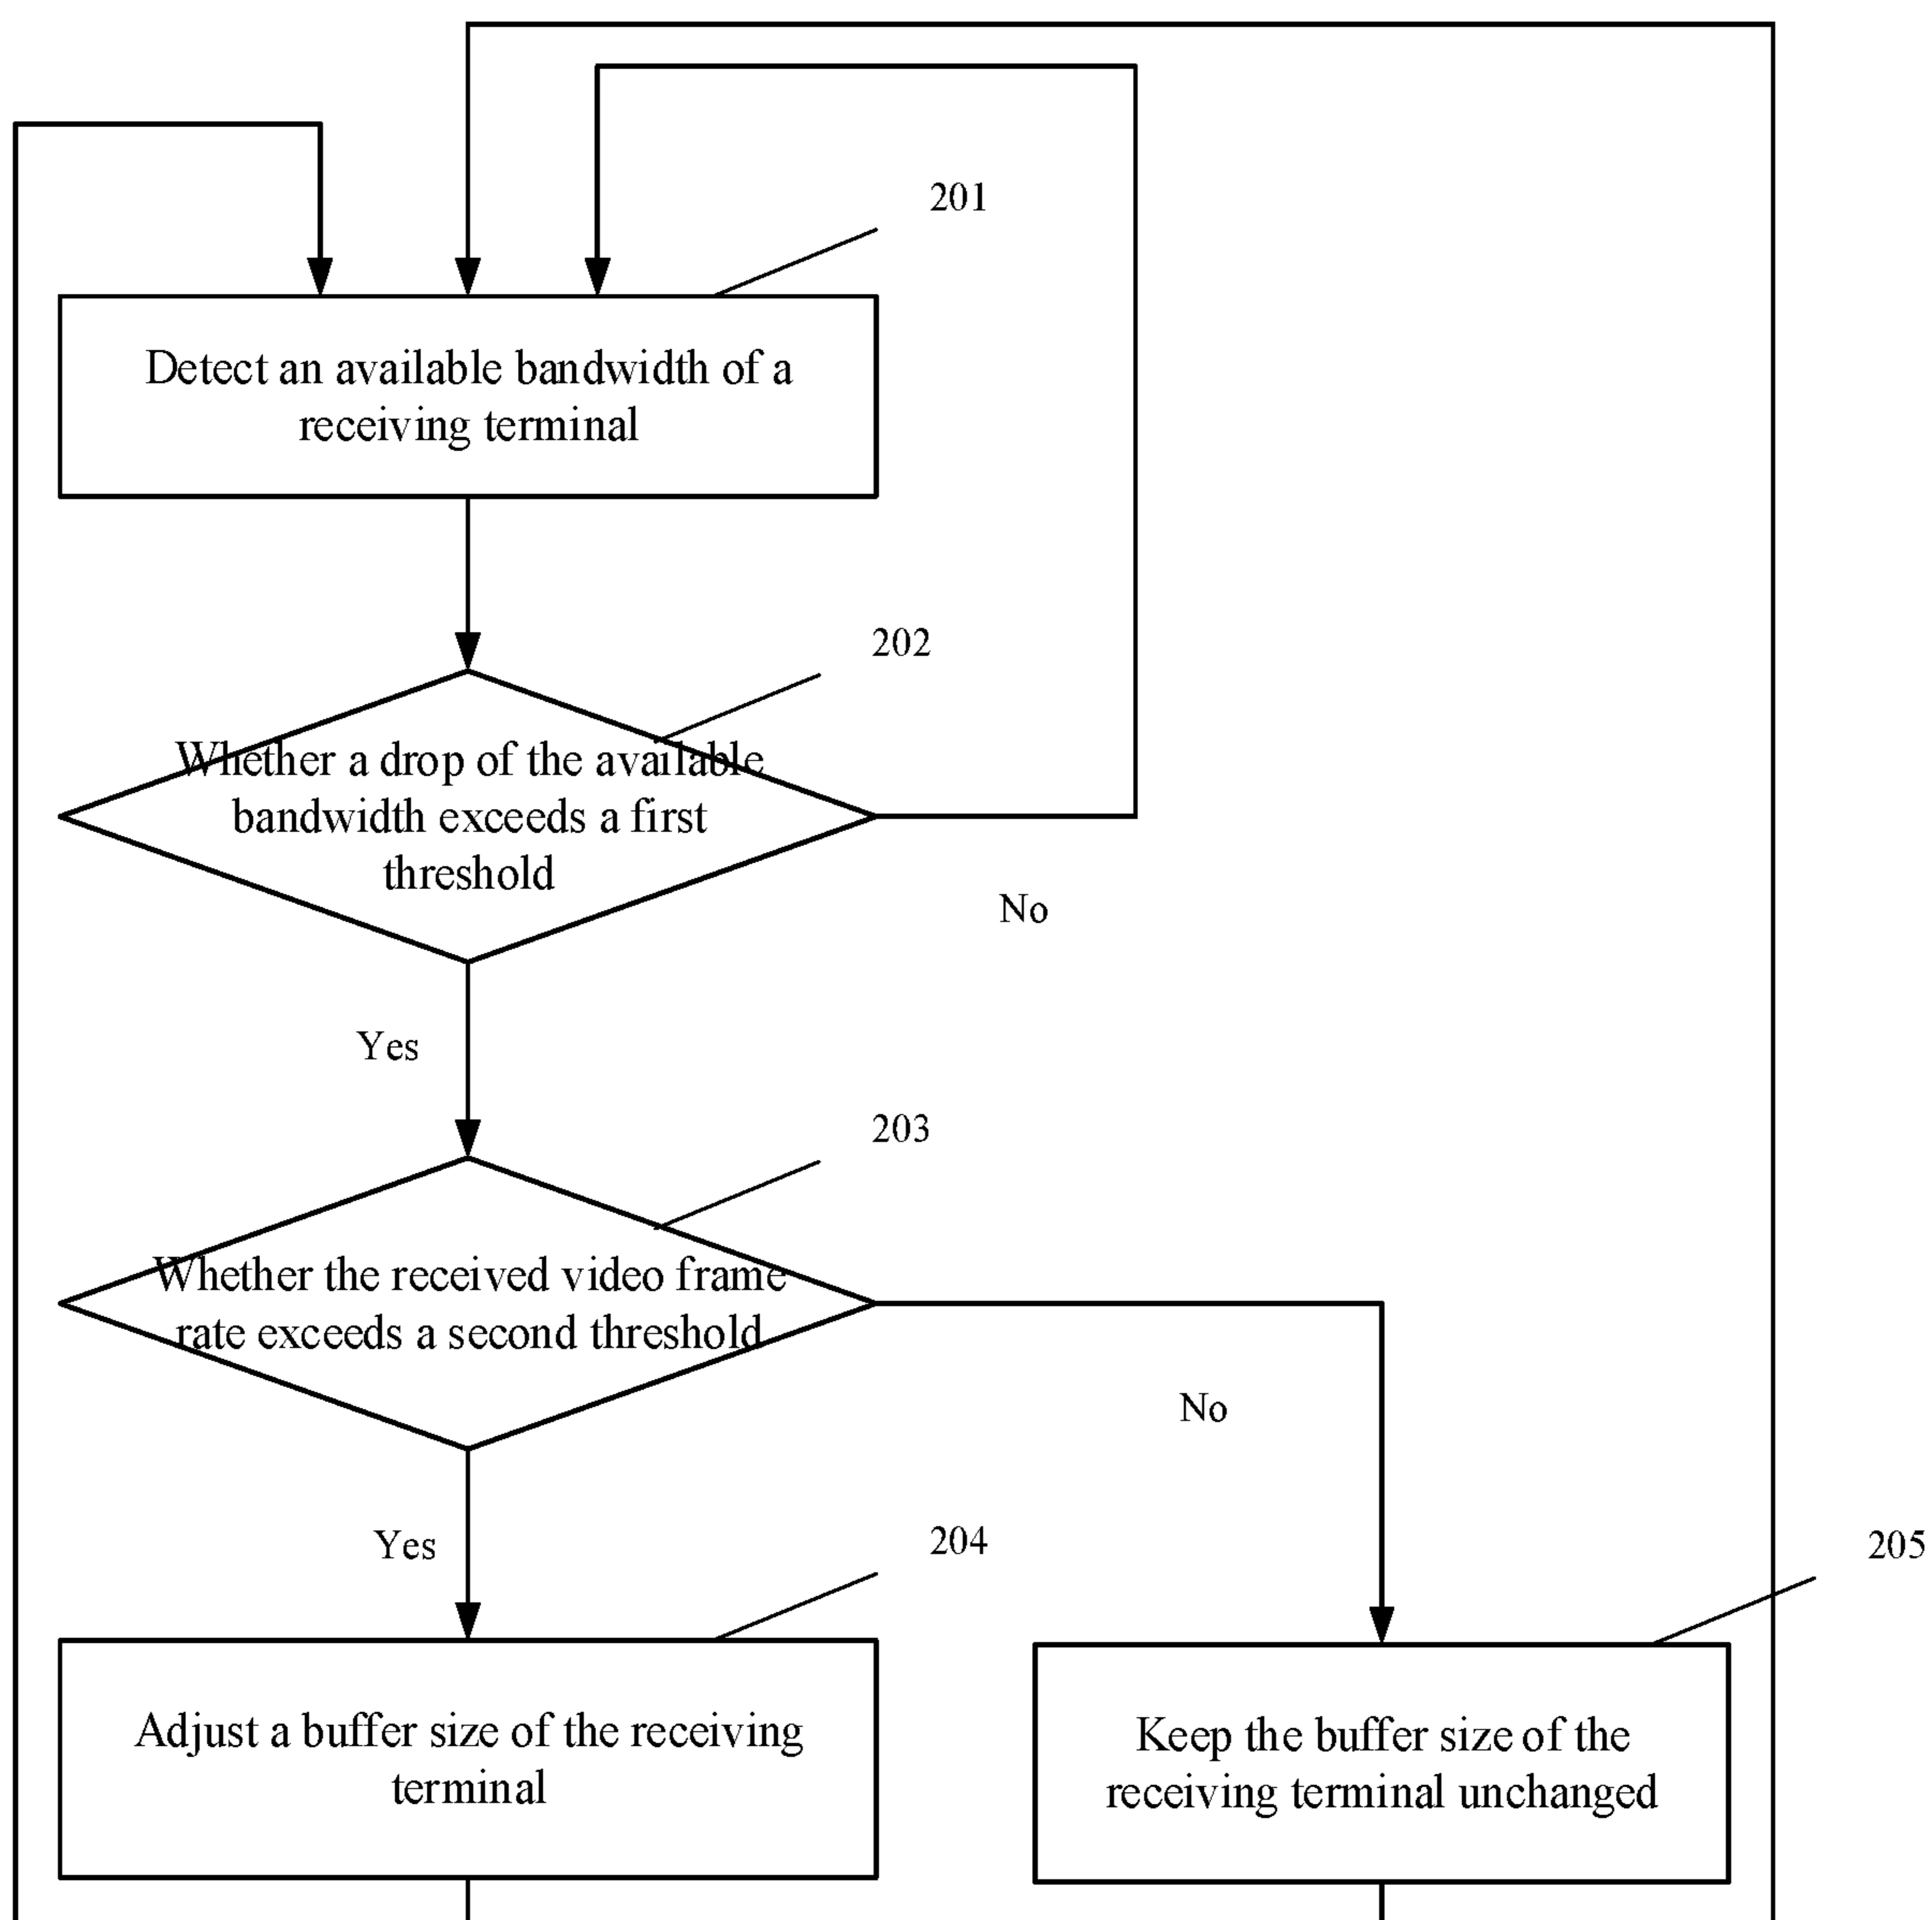 201
Detect an available bandwidth of a
receiving terminal
202
Whether a drop of the available
bandwidth exceeds a first
threshold
No
Yes
203
Whether the received video frame
rate exceeds a second threshold
No
Yes
204
205
Adjust a buffer size of the receiving
terminal
Keep the buffer size of the
receiving terminal unchanged